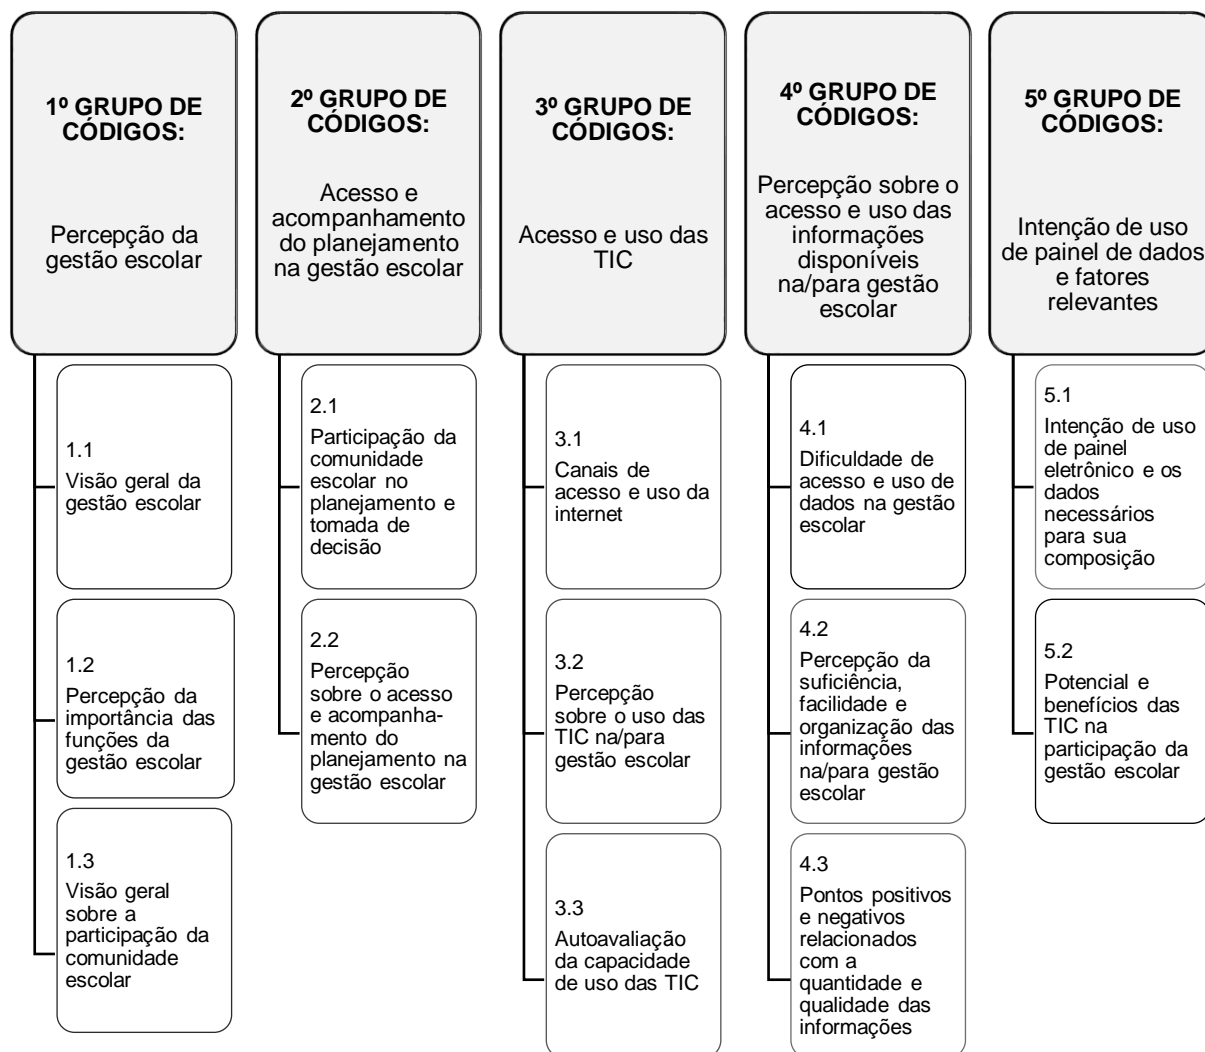 1º GRUPO DE
CÓDIGOS:
Percepção da
gestão escolar
1.1
Visão geral da
gestão escolar
1.2
Percepção da
importância das
funções da
gestão escolar
1.3
Visão geral
sobre a
participação da
comunidade
escolar
2º GRUPO DE
CÓDIGOS:
Acesso e
acompanhamento
do planejamento
na gestão escolar
2.1
Participação da
comunidade
escolar no
planejamento e
tomada de
decisão
2.2
Percepção
sobre o acesso
e acompanha-
mento do
planejamento na
gestão escolar
3º GRUPO DE
CÓDIGOS:
Acesso e uso das
TIC
3.1
Canais de
acesso e uso da
internet
3.2
Percepção
sobre o uso das
TIC na/para
gestão escolar
3.3
Autoavaliação
da capacidade
de uso das TIC
4º GRUPO DE
CÓDIGOS:
Percepção sobre o
acesso e uso das
informações
disponíveis
na/para gestão
escolar
4.1
Dificuldade de
acesso e uso de
dados na gestão
escolar
4.2
Percepção da
suficiência,
facilidade e
organização das
informações
na/para gestão
escolar
4.3
Pontos positivos
e negativos
relacionados
com a
quantidade e
qualidade das
informações
5º GRUPO DE
CÓDIGOS:
Intenção de uso
de painel de dados
e fatores
relevantes
5.1
Intenção de uso
de painel
eletrônico e os
dados
necessários
para sua
composição
5.2
Potencial e
benefícios das
TIC na
participação da
gestão escolar